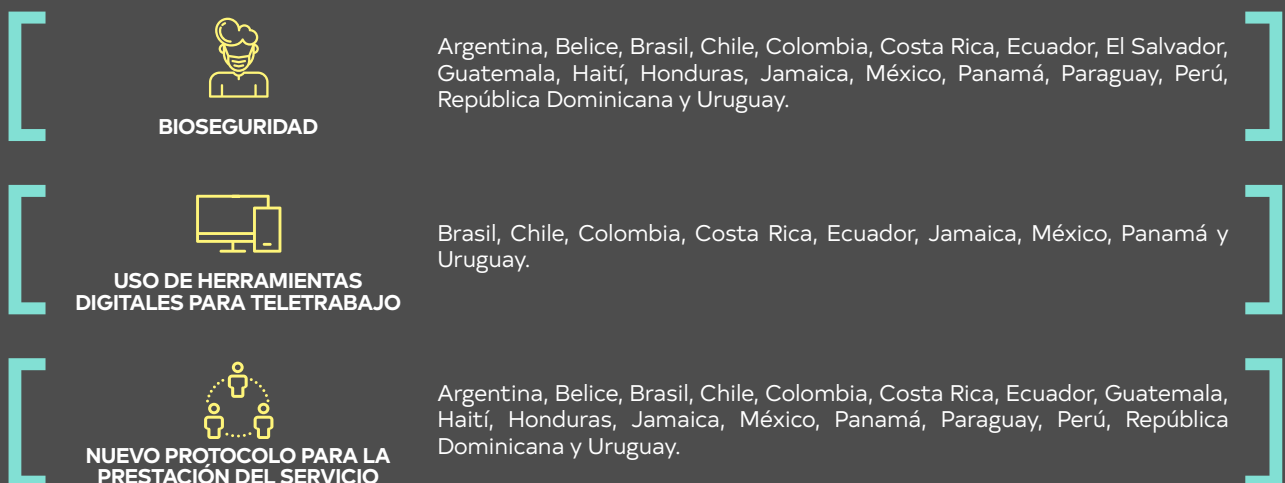 Argentina, Belice, Brasil, Chile, Colombia, Costa Rica, Ecuador, El Salvador,
Guatemala, Haití, Honduras, Jamaica, México, Panamá, Paraguay, Perú,
República Dominicana y Uruguay.
BIOSEGURIDAD
Brasil, Chile, Colombia, Costa Rica, Ecuador, Jamaica, México, Panamá y
Uruguay.
USO DE HERRAMIENTAS
DIGITALES PARA TELETRABAJO
Argentina, Belice, Brasil, Chile, Colombia, Costa Rica, Ecuador, Guatemala,
Haití, Honduras, Jamaica, México, Panamá, Paraguay, Perú, República
Dominicana y Uruguay.
NUEVO PROTOCOLO PARA LA
PRESTACIÓN DEL SERVICIO